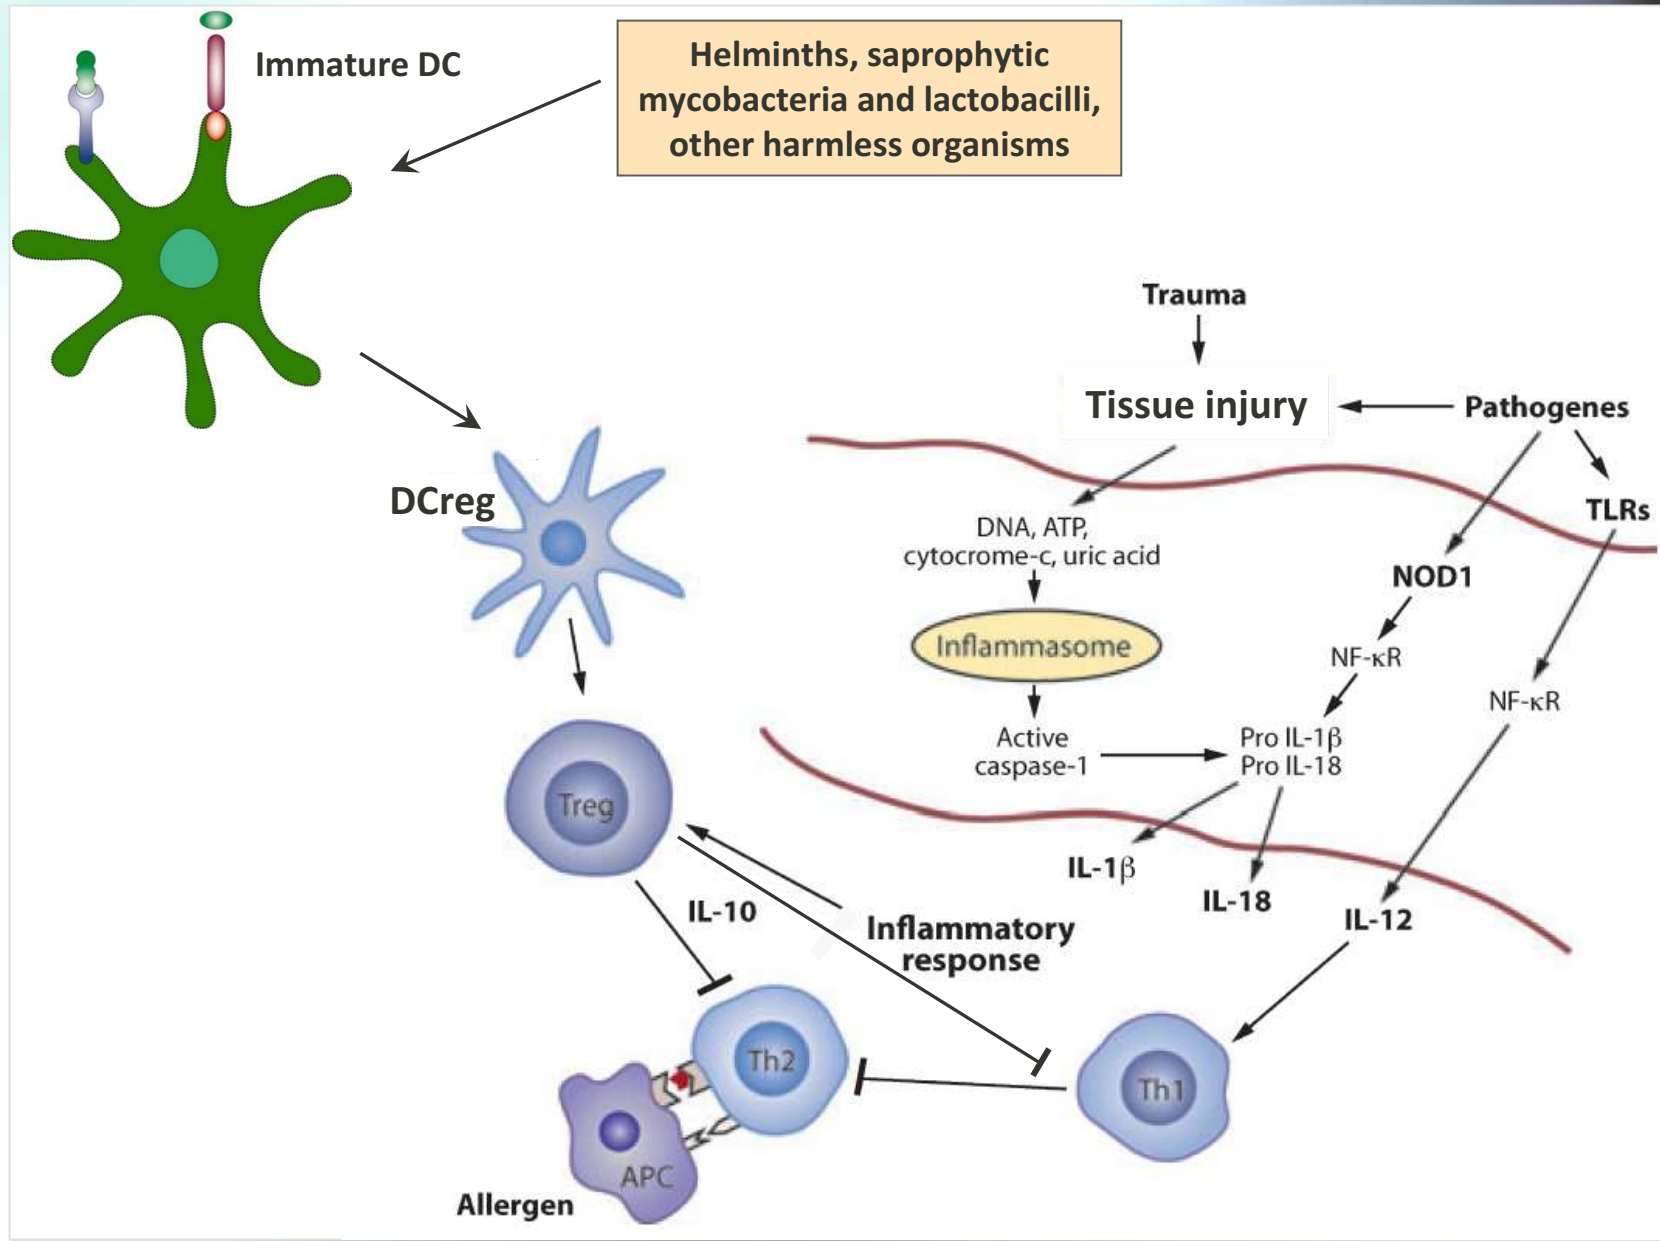 Immature DC
Helminths, saprophytic
mycobacteria and lactobacilli,
other harmless organisms
Trauma
Tissue injury
Pathogenes
TLRs
DCreg
DNA, ATP,
cytocrome-c, uric acid
NOD1
Inflammasome
NF-κR
NF-κR
Active
caspase-1
Pro IL-1β
Pro IL-18
Treg
IL-1β
IL-18
IL-12
IL-10
Inflammatory
response
Th2
Th1
APC
Allergen